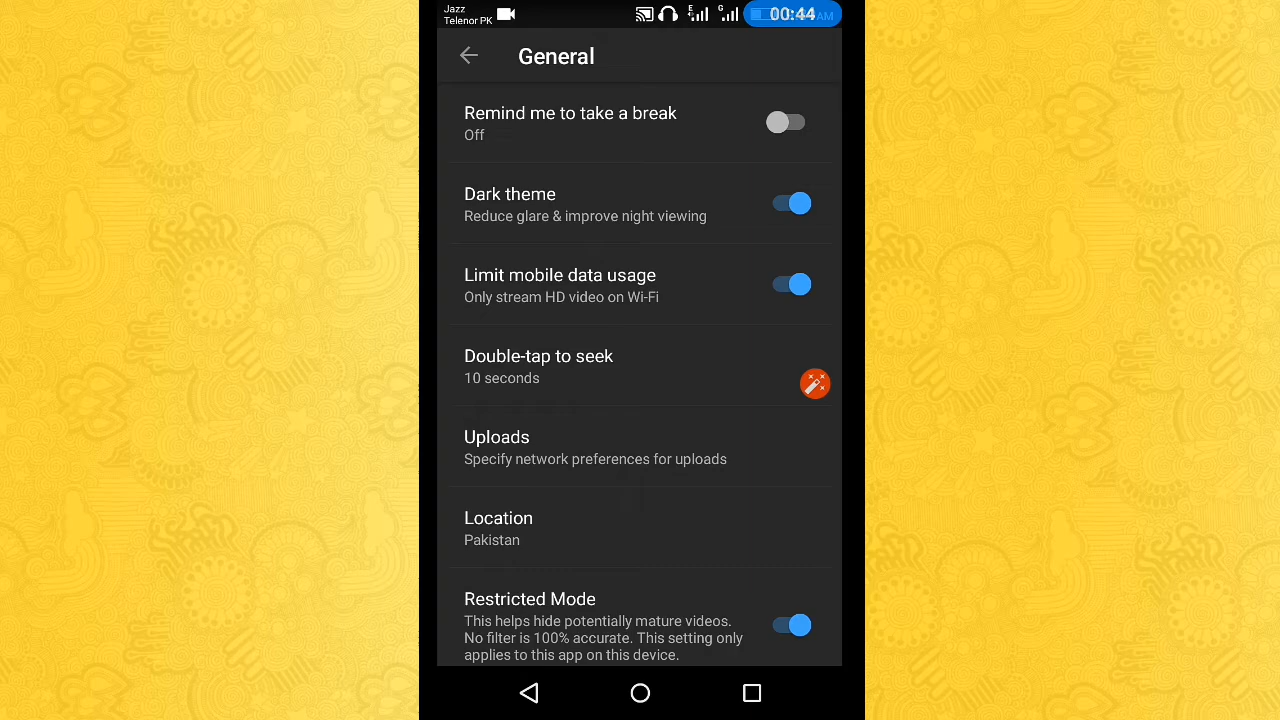 Jazz
Telenor PK
E
G
00:44
AM
General
Remind me to take a break
Off
Dark theme
Reduce glare & improve night viewing
Limit mobile data usage
Only stream HD video on Wi-Fi
Double-tap to seek
10 seconds
Uploads
Specify network preferences for uploads
Location
Pakistan
Restricted Mode
This helps hide potentially mature videos.
No filter is 100% accurate. This setting only
applies to this app on this device.